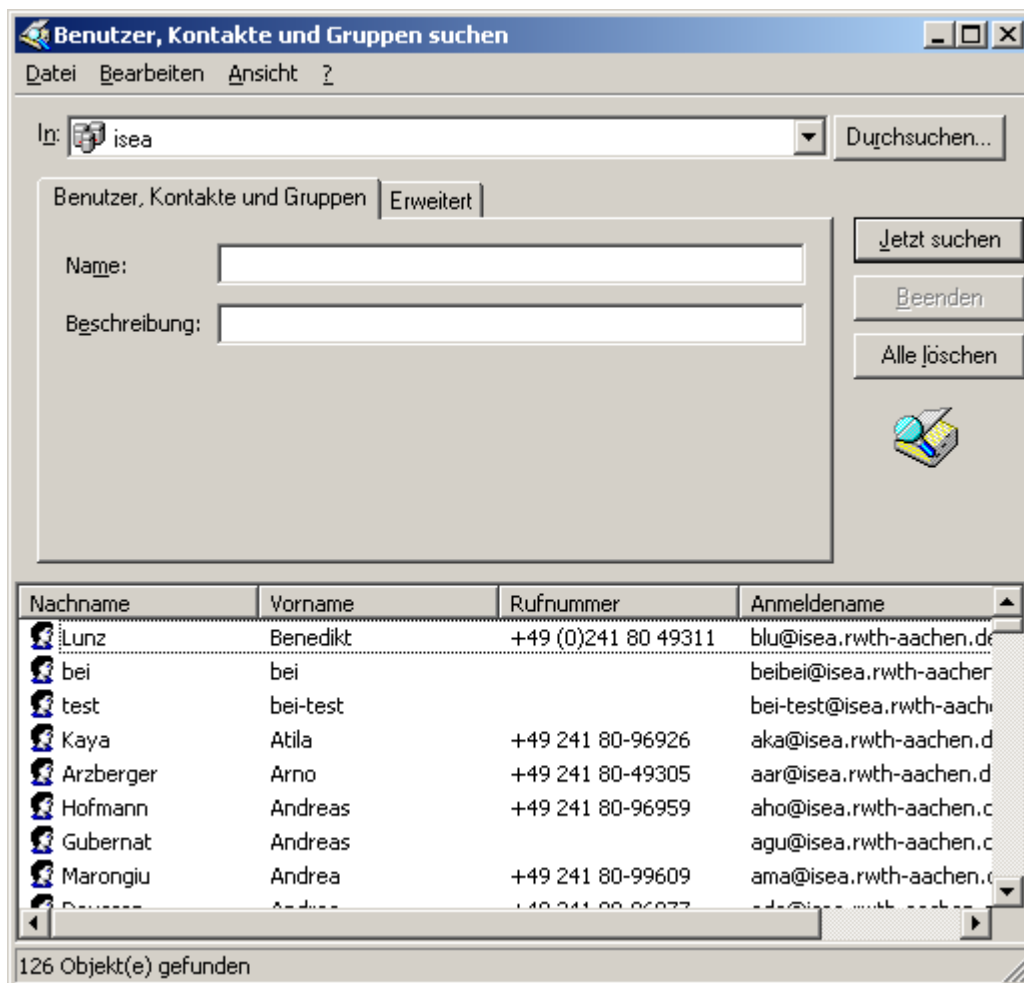 Benutzer, Kontakte und Gruppen suchen
Datei Bearbeiten Ansicht ?
In: isea Durchsuchen...
Benutzer, Kontakte und Gruppen Erweitert
Jetzt suchen
Name:
Beenden
Beschreibung:
Alle löschen
Nachname Vorname Rufnummer Anmeldename
Lunz Benedikt +49 (0)241 80 49311 blu@isea.rwth-aachen.de
bei bei beibei@isea.rwth-aachen
test bei-test bei-test@isea.rwth-aach
Kaya Atila +49 241 80-96926 aka@isea.rwth-aachen.d
Arzberger Arno +49 241 80-49305 aar@isea.rwth-aachen.d
Hofmann Andreas +49 241 80-96959 aho@isea.rwth-aachen.
Gubernat Andreas agu@isea.rwth-aachen.
Marongiu Andrea +49 241 80-99609 ama@isea.rwth-aachen.
126 Objekt(e) gefunden